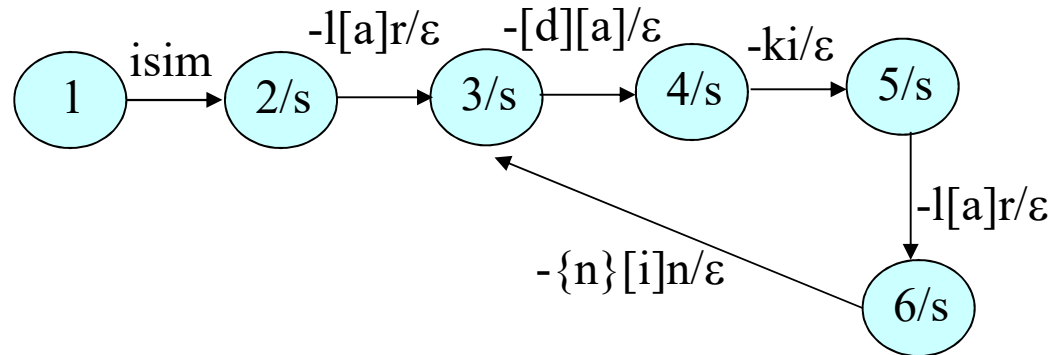 isim
-l[a]r/ε
-[d][a]/ε
-ki/ε
1
2/s
3/s
4/s
5/s
-l[a]r/ε
-{n}[i]n/ε
6/s